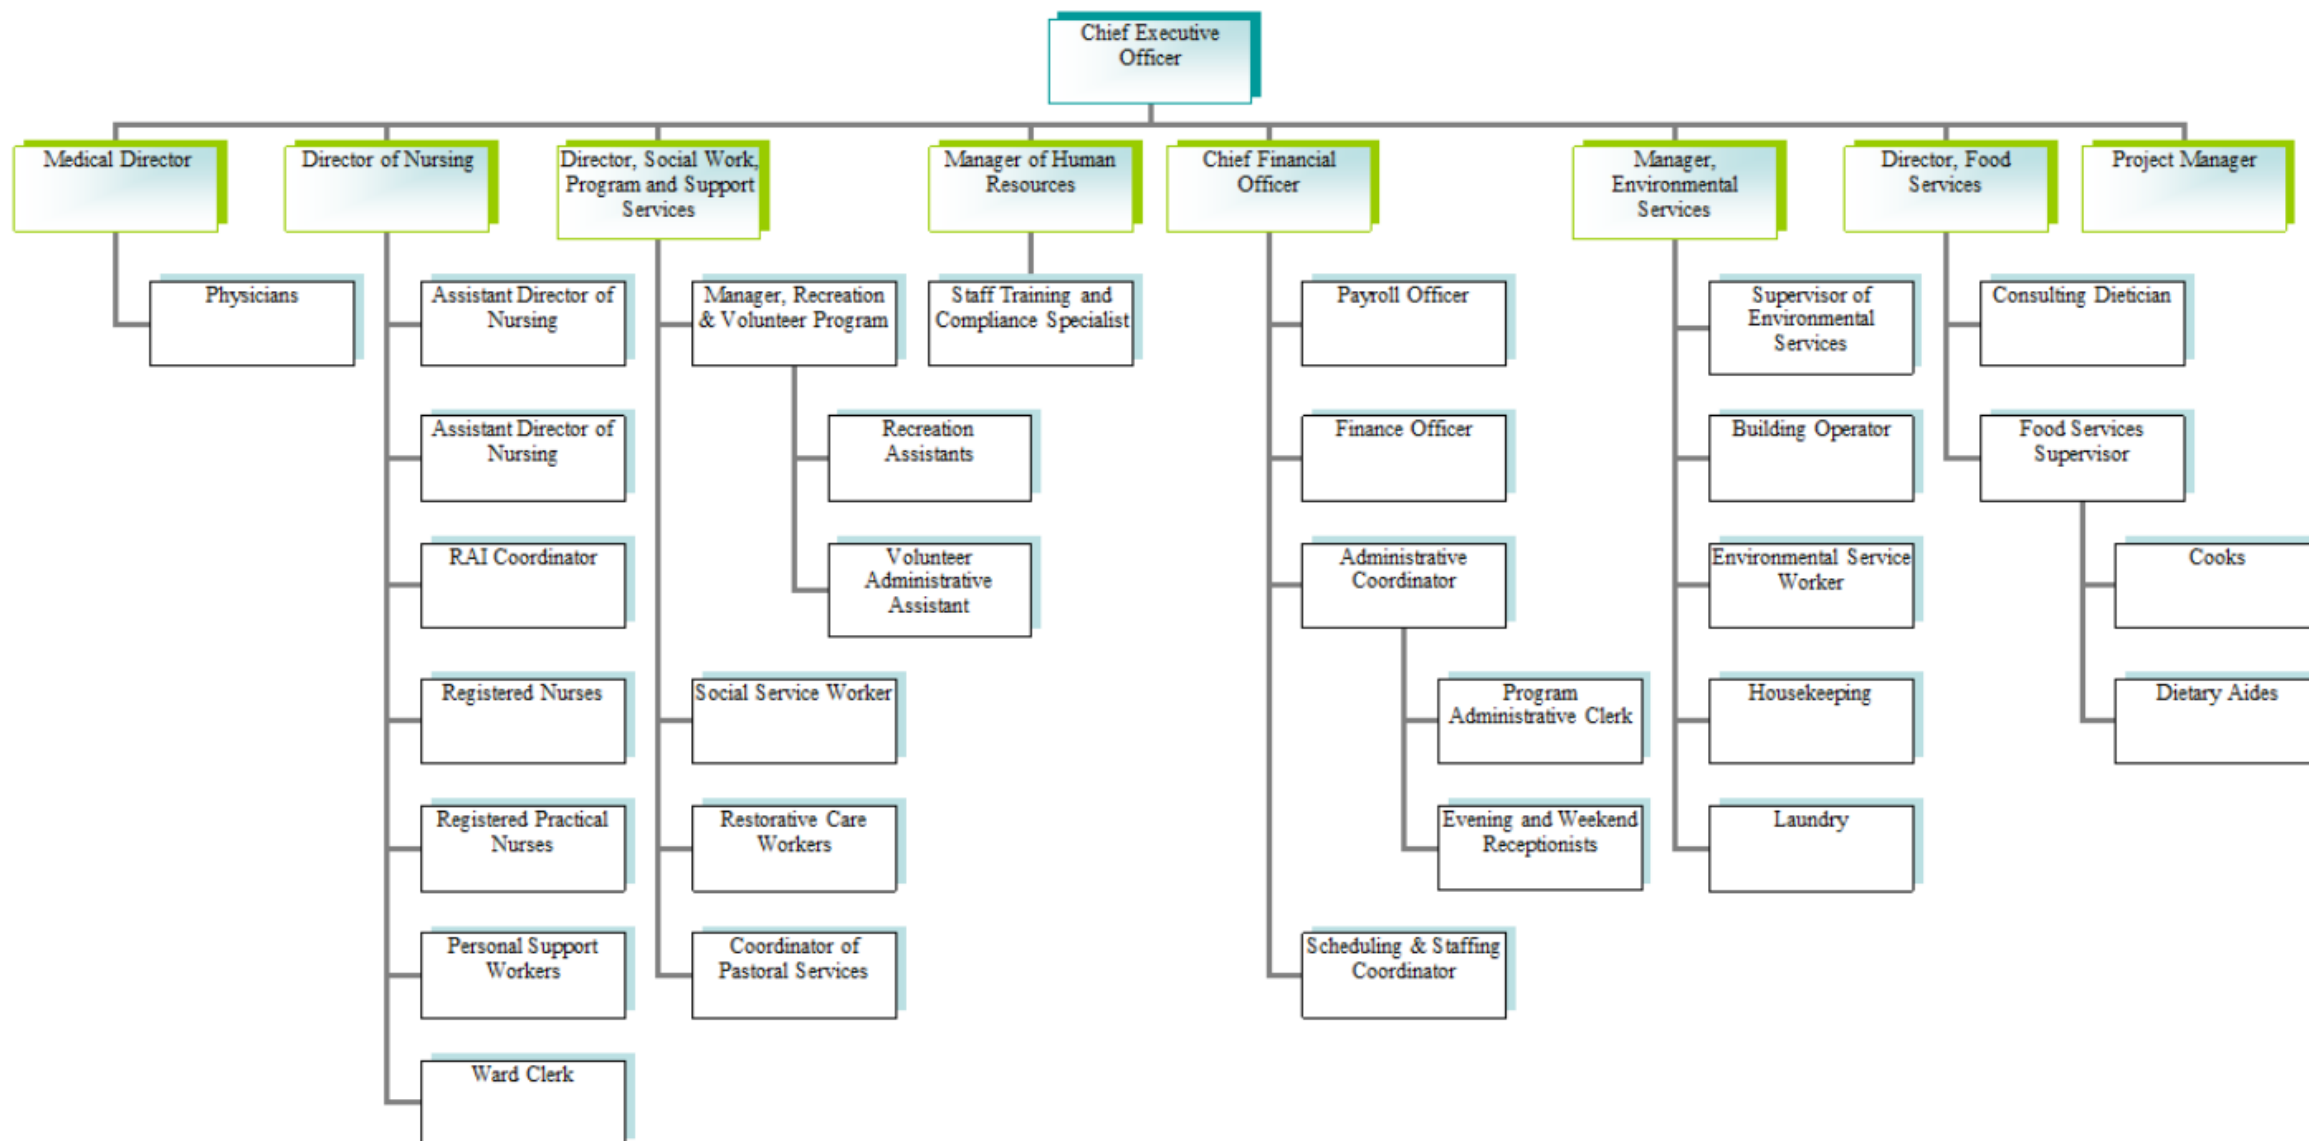 Chief Executive
Officer
Medical Director
Director of Nursing
Director, Social Work,
Program and Support
Services
Manager of Human
Resources
Chief Financial
Officer
Manager,
Environmental
Services
Director, Food
Services
Project Manager
Physicians
Assistant Director of
Nursing
Manager, Recreation
& Volunteer Program
Staff Training and
Compliance Specialist
Payroll Officer
Supervisor of
Environmental
Services
Consulting Dietician
Assistant Director of
Nursing
Recreation
Assistants
Finance Officer
Building Operator
Food Services
Supervisor
RAI Coordinator
Volunteer
Administrative
Assistant
Administrative
Coordinator
Environmental Service
Worker
Cooks
Registered Nurses
Social Service Worker
Program
Administrative Clerk
Housekeeping
Dietary Aides
Registered Practical
Nurses
Restorative Care
Workers
Evening and Weekend
Receptionists
Laundry
Personal Support
Workers
Coordinator of
Pastoral Services
Scheduling & Staffing
Coordinator
Ward Clerk